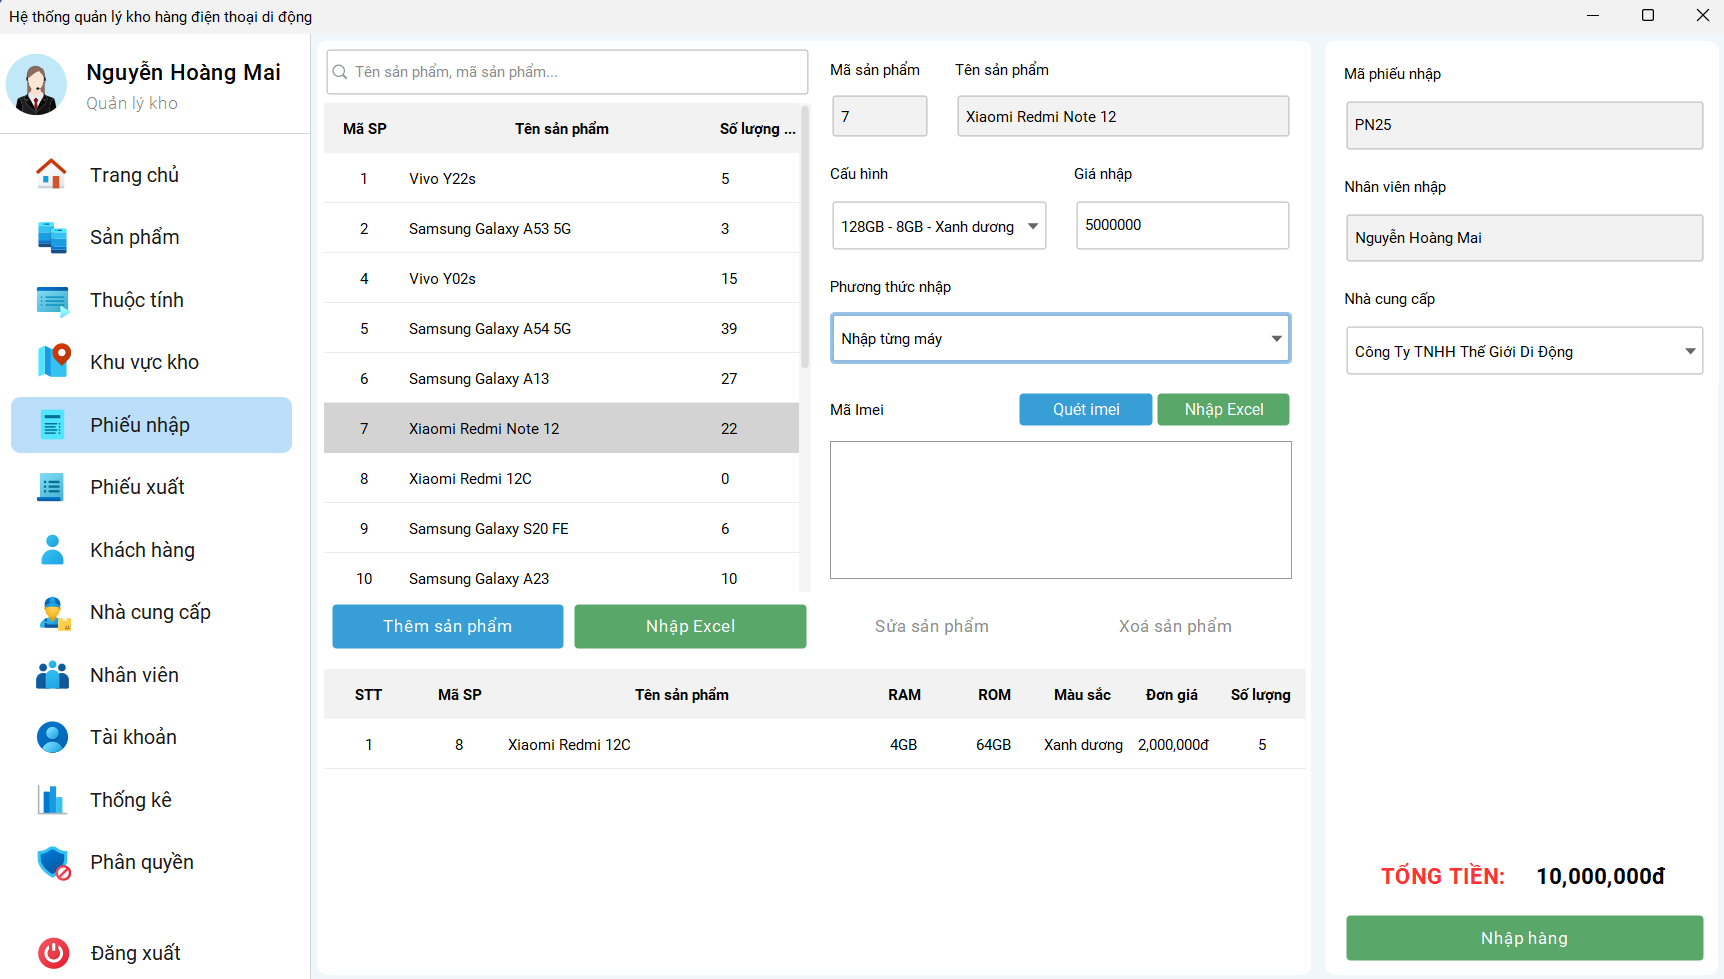 Hệ thống quản lý kho hàng điện thoại di động
Nguyễn Hoàng Mai
Quản lý kho
Trang chủ
Sản phẩm
Thuộc tính
Khu vực kho
Phiếu nhập
Phiếu xuất
Khách hàng
Nhà cung cấp
Nhân viên
Tài khoản
Thống kê
Phân quyền
Đăng xuất
Tên sản phẩm, mã sản phẩm...
Mã SP Tên sản phẩm Số lượng ...
1 Vivo Y22s 5
2 Samsung Galaxy A53 5G 3
4 Vivo Y02s 15
5 Samsung Galaxy A54 5G 39
6 Samsung Galaxy A13 27
7 Xiaomi Redmi Note 12 22
8 Xiaomi Redmi 12C 0
9 Samsung Galaxy S20 FE 6
10 Samsung Galaxy A23 10
Thêm sản phẩm Nhập Excel
Mã sản phẩm Tên sản phẩm
7 Xiaomi Redmi Note 12
Cấu hình Giá nhập
128GB - 8GB - Xanh dương 5000000
Phương thức nhập
Nhập từng máy
Mã Imei Quét imei Nhập Excel
Sửa sản phẩm Xoá sản phẩm
STT Mã SP Tên sản phẩm RAM ROM Màu sắc Đơn giá Số lượng
1 8 Xiaomi Redmi 12C 4GB 64GB Xanh dương 2,000,000đ 5
Mã phiếu nhập
PN25
Nhân viên nhập
Nguyễn Hoàng Mai
Nhà cung cấp
Công Ty TNHH Thế Giới Di Động
TỔNG TIỀN: 10,000,000đ
Nhập hàng